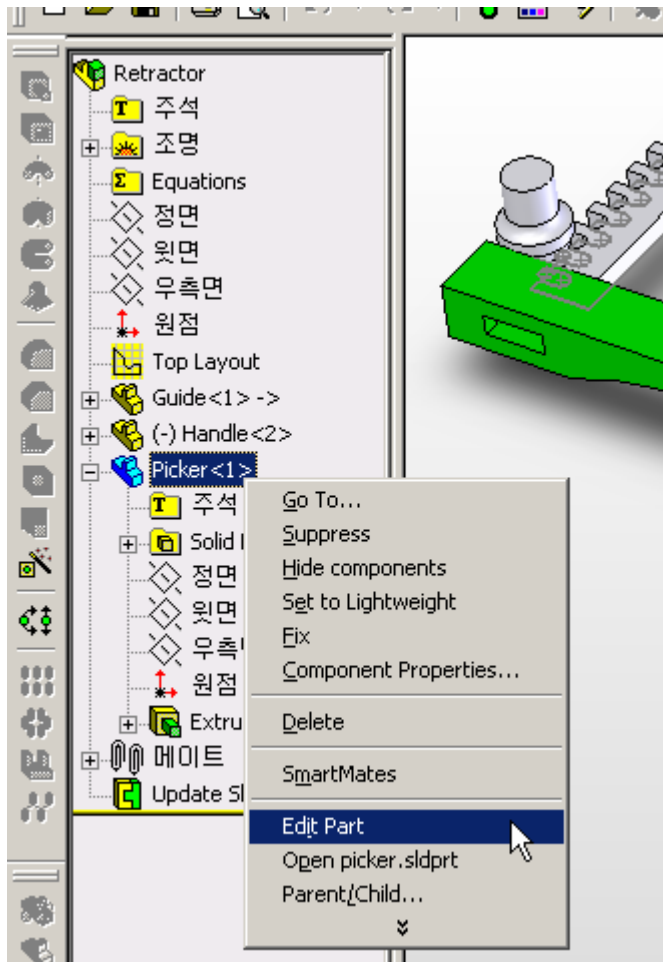 Retractor
주석
조명
Equations
정면
윗면
우측면
원점
Top Layout
Guide<1> ->
(-) Handle<2>
Picker<1>
주석
Solid
정면
윗면
우측
원점
Extru
메이트
Update
Go To...
Suppress
Hide components
Set to Lightweight
Fix
Component Properties...
Delete
SmartMates
Edit Part
Open picker.sldprt
Parent/Child...